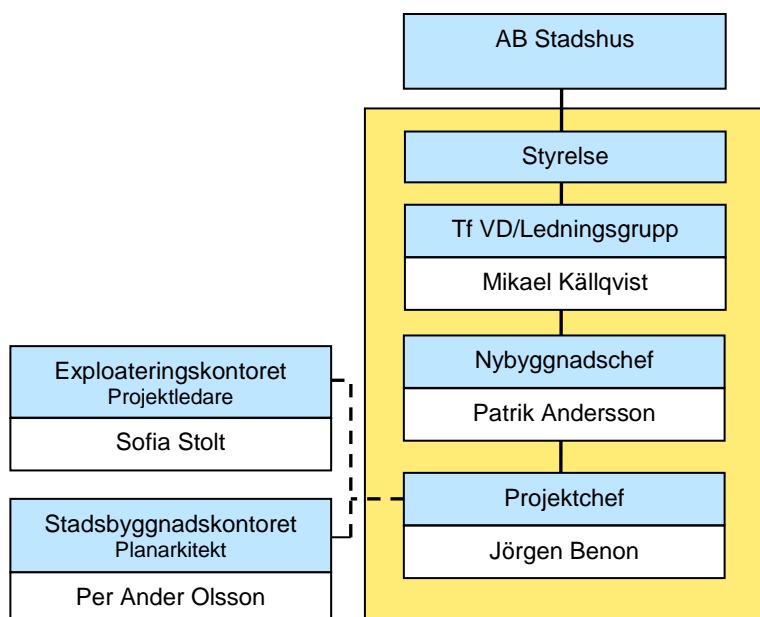 AB Stadshus
Styrelse
Tf VD/Ledningsgrupp
Mikael Källqvist
Nybyggnadschef
Patrik Andersson
Projektchef
Jörgen Benon
Exploateringskontoret
Projektledare
Sofia Stolt
Stadsbyggnadskontoret
Planarkitekt
Per Ander Olsson